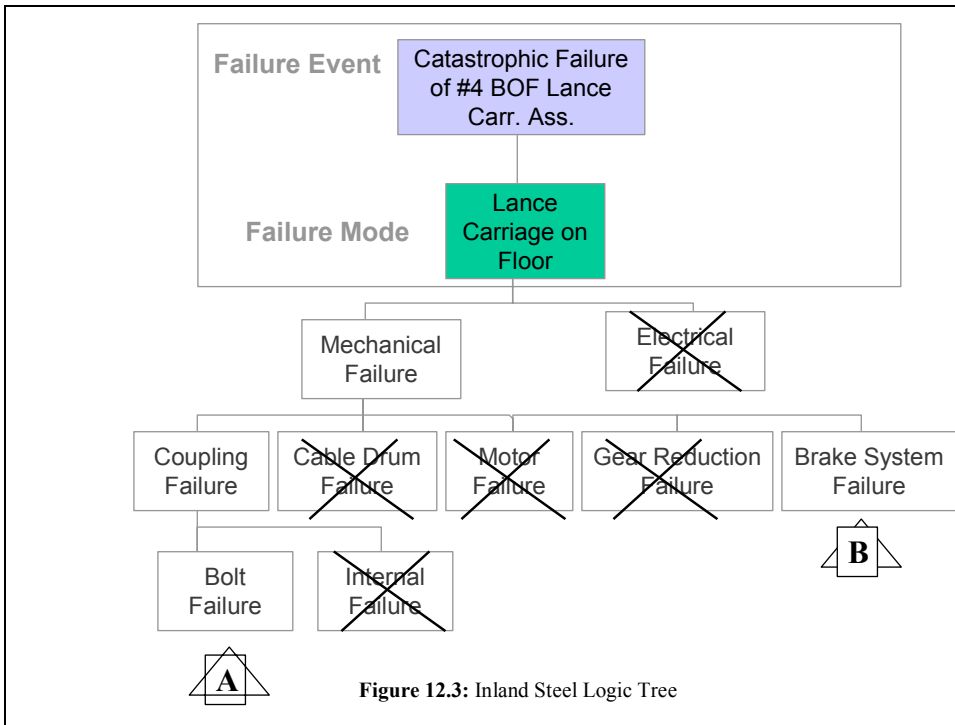 Failure Event
Catastrophic Failure
of #4 BOF Lance
Carr. Ass.
Failure Mode
Lance
Carriage on
Floor
Mechanical
Failure
Electrical
Failure
Coupling
Failure
Cable Drum
Failure
Motor
Failure
Gear Reduction
Failure
Brake System
Failure
Bolt
Failure
Internal
Failure
B
A
Figure 12.3: Inland Steel Logic Tree